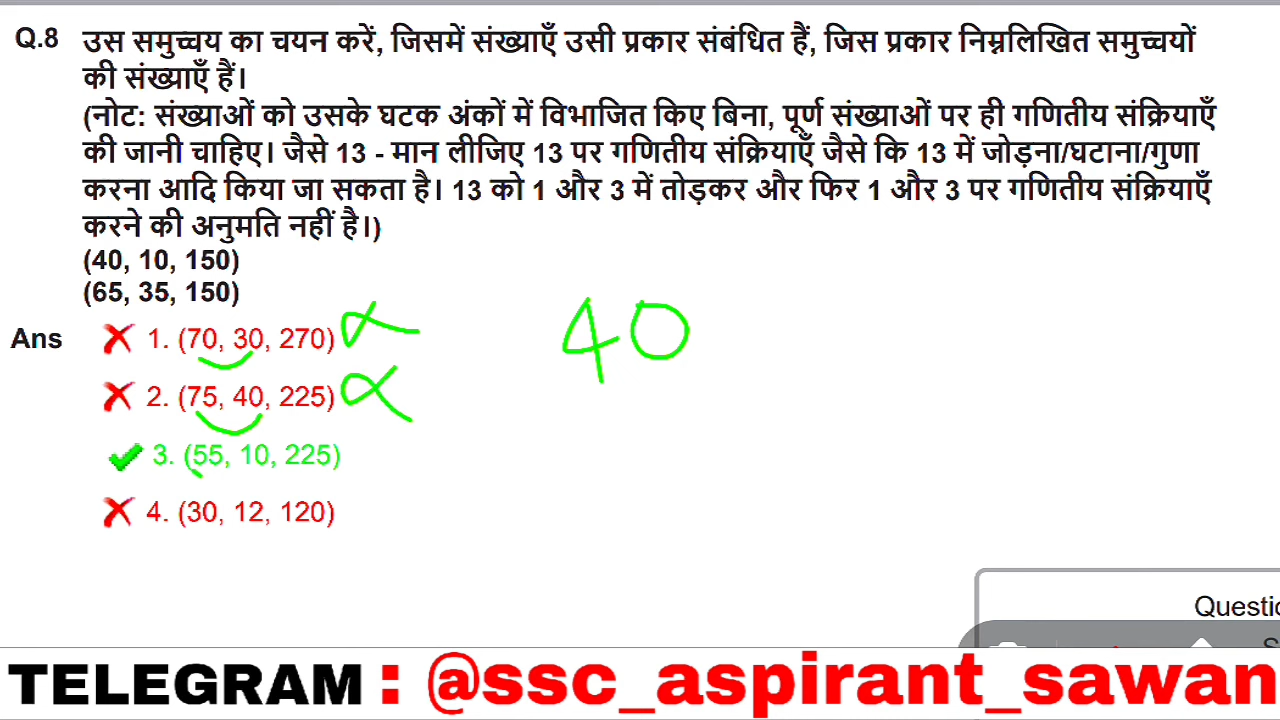 Q.8 उस समुच्चय का चयन करें, जिसमें संख्याएँ उसी प्रकार संबंधित हैं, जिस प्रकार निम्नलिखित समुच्चयों
की संख्याएँ हैं।
(नोट: संख्याओं को उसके घटक अंकों में विभाजित किए बिना, पूर्ण संख्याओं पर ही गणितीय संक्रियाएँ
की जानी चाहिए। जैसे 13 - मान लीजिए 13 पर गणितीय संक्रियाएँ जैसे कि 13 में जोड़ना/घटाना/गुणा
करना आदि किया जा सकता है। 13 को 1 और 3 में तोड़कर और फिर 1 और 3 पर गणितीय संक्रियाएँ
करने की अनुमति नहीं है।)
(40, 10, 150)
(65, 35, 150)
Ans 1. (70, 30, 270)
40
2. (75, 40, 225)
3. (55, 10, 225)
4. (30, 12, 120)
TELEGRAM : @ssc_aspirant_sawan